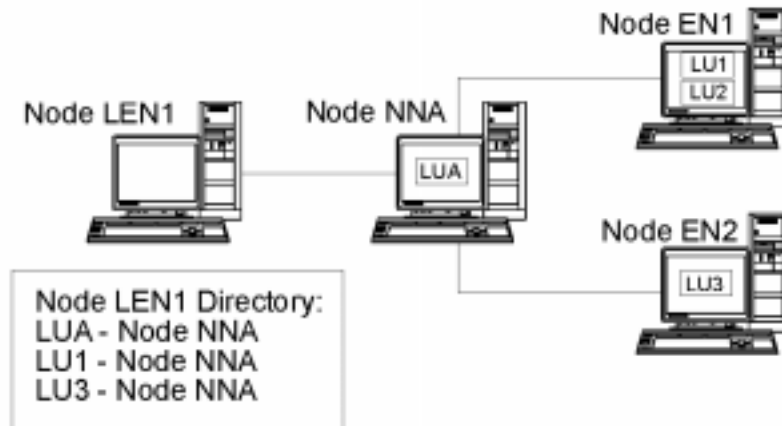 Node EN1
LU1
LU2
Node LEN1
Node NNA
LUA
Node EN2
LU3
Node LEN1 Directory:
LUA - Node NNA
LU1 - Node NNA
LU3 - Node NNA